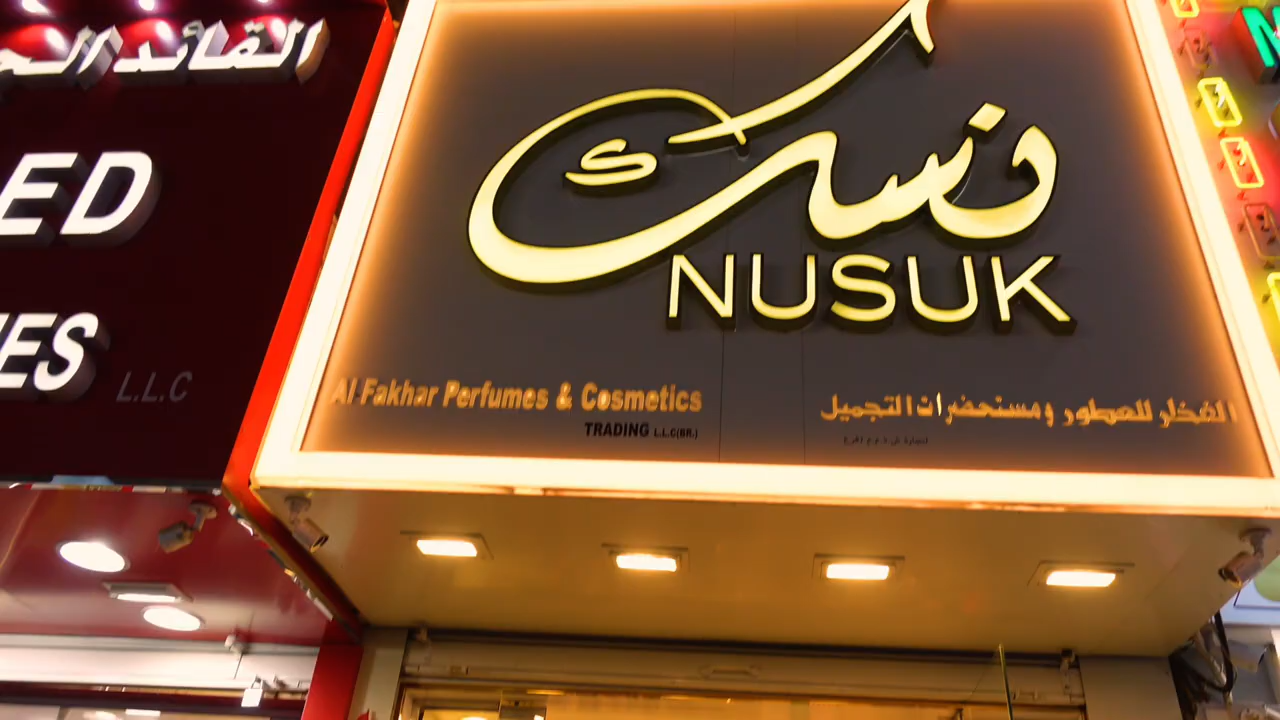 نسك
NUSUK
Al Fakhar Perfumes & Cosmetics
TRADING L.L.C(BR.)
الفخار للعطور ومستحضرات التجميل
القائد
ED
ES
L.L.C